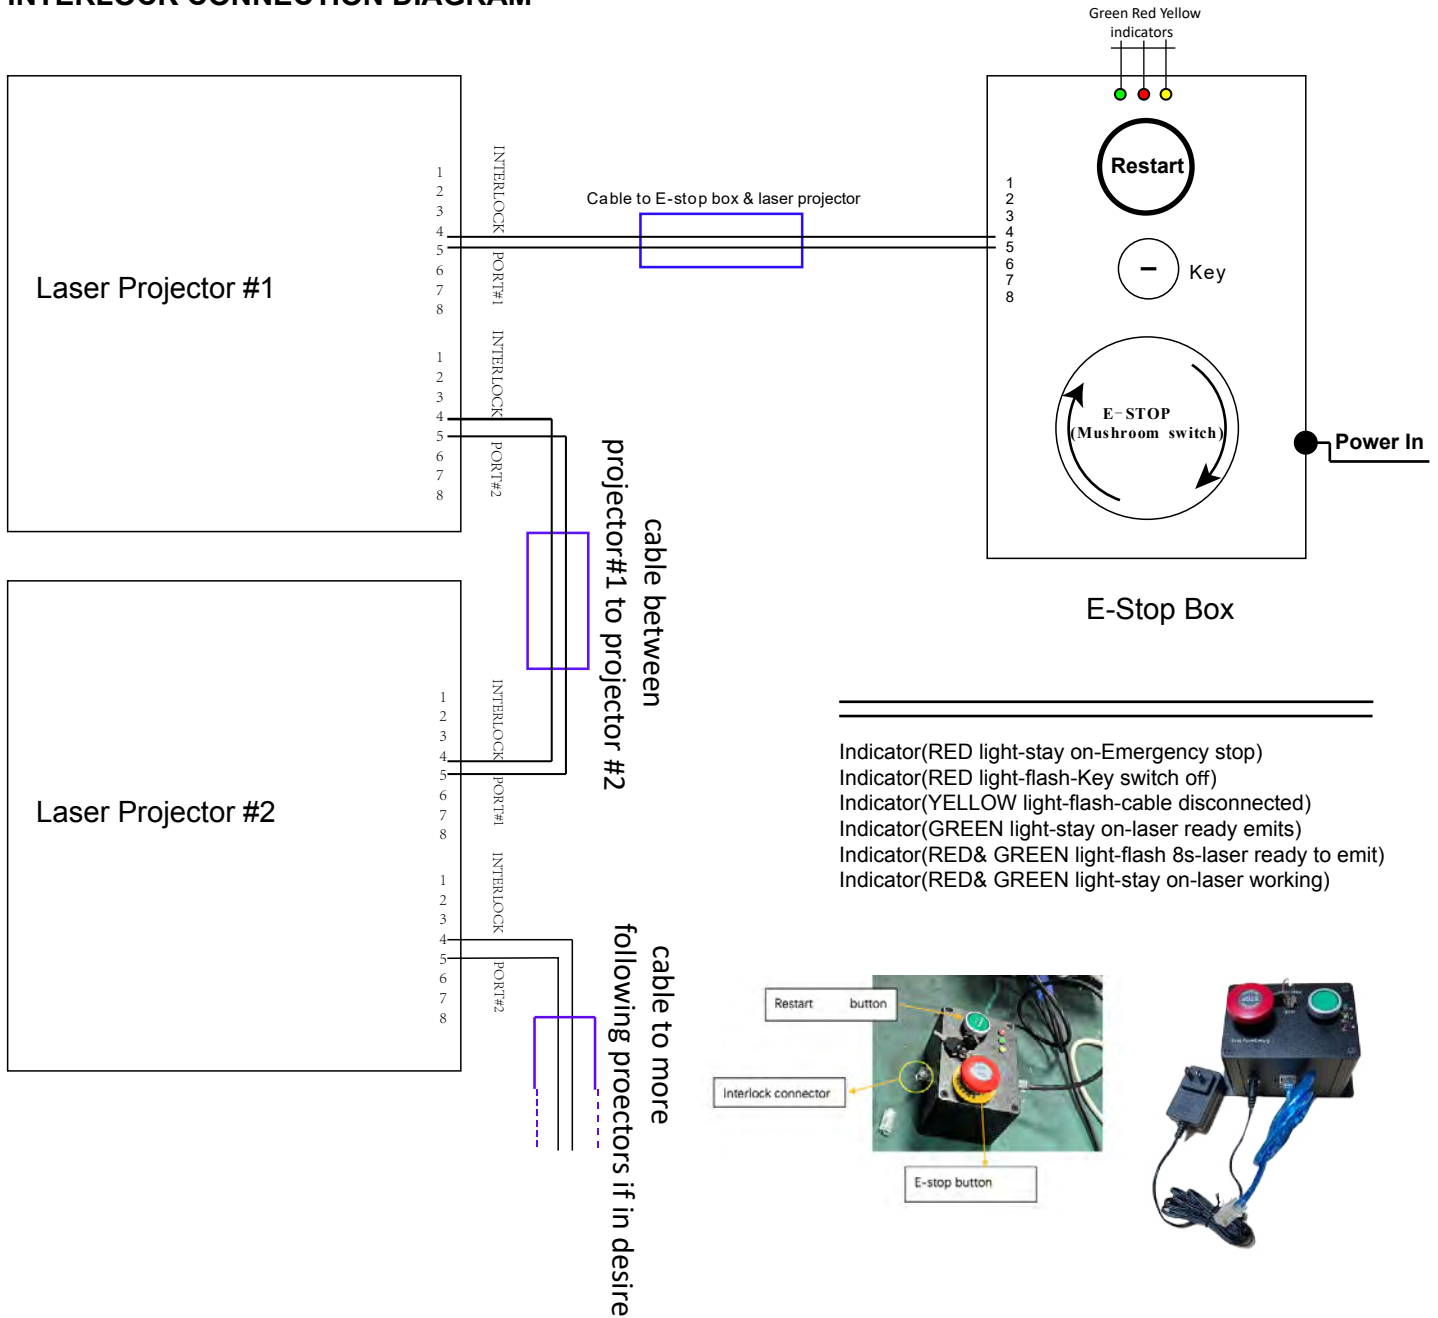 INTERLOCK CONNECTION DIAGRAM
Green Red Yellow
indicators
Laser Projector #1
1
2
3
4
5
6
7
8
INTERLOCK PORT#1
1
2
3
4
5
6
7
8
INTERLOCK PORT#2
Cable to E-stop box & laser projector
1
2
3
4
5
6
7
8
Restart
Key
E-STOP
(Mushroom switch)
Power In
E-Stop Box
cable between
projector#1 to projector #2
Laser Projector #2
1
2
3
4
5
6
7
8
INTERLOCK PORT#1
1
2
3
4
5
6
7
8
INTERLOCK PORT#2
cable to more
following proectors if in desire
Indicator(RED light-stay on-Emergency stop)
Indicator(RED light-flash-Key switch off)
Indicator(YELLOW light-flash-cable disconnected)
Indicator(GREEN light-stay on-laser ready emits)
Indicator(RED& GREEN light-flash 8s-laser ready to emit)
Indicator(RED& GREEN light-stay on-laser working)
Restart button
Interlock connector
E-stop button
STOP